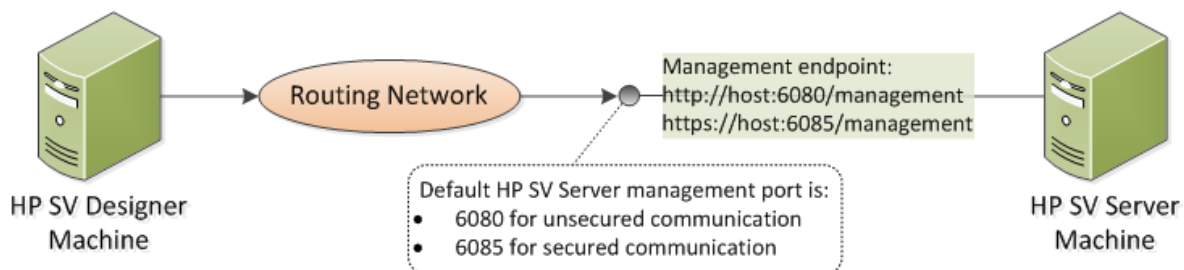 HP SV Designer
Machine
Routing Network
Management endpoint:
http://host:6080/management
https://host:6085/management
Default HP SV Server management port is:
• 6080 for unsecured communication
• 6085 for secured communication
HP SV Server
Machine